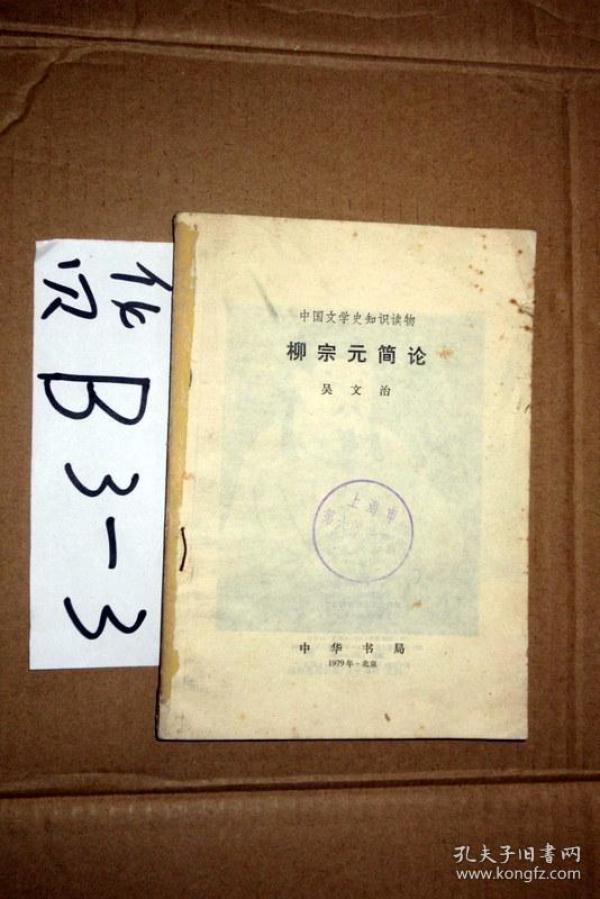 化
B3-3
中国文学史知识读物
柳宗元简论
吴文治
上海市
中华书局
1979年·北京
孔夫子旧书网
www.kongfz.com